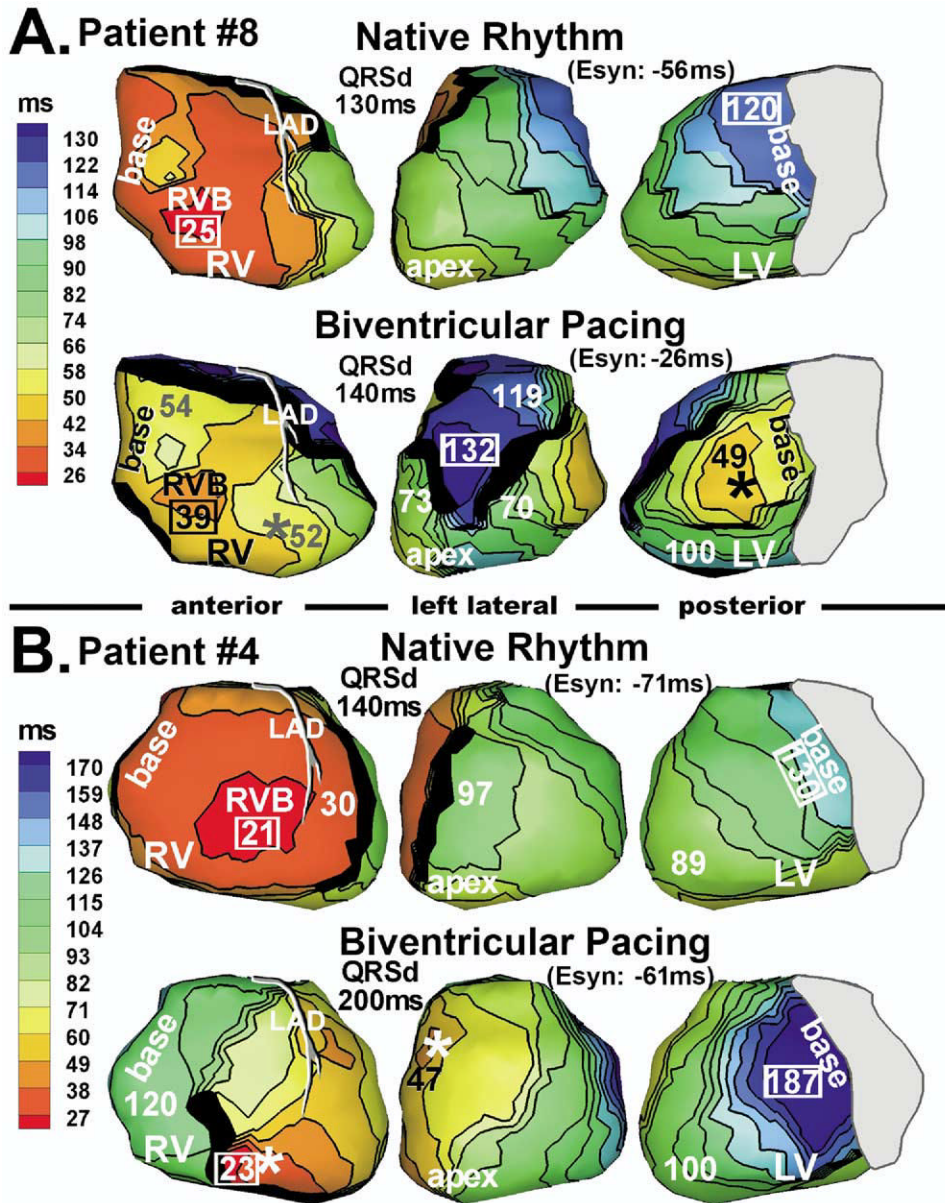 A. Patient #8
Native Rhythm
QRSd
130ms
(Esyn: -56ms)
ms
130
122
114
106
98
90
82
74
66
58
50
42
34
26
base
LAD
RVB
25
RV
apex
120
base
LV
Biventricular Pacing
QRSd
140ms
(Esyn: -26ms)
54
base
LAD
RVB
39
RV
*52
119
132
73
70
apex
49
*
base
100
LV
anterior
left lateral
posterior
B. Patient #4
Native Rhythm
QRSd
140ms
(Esyn: -71ms)
ms
170
159
148
137
126
115
104
93
82
71
60
49
38
27
base
LAD
RVB
21
30
RV
97
apex
base
130
89
LV
Biventricular Pacing
QRSd
200ms
(Esyn: -61ms)
base
LAD
120
RV
23*
*
47
apex
base
187
100
LV